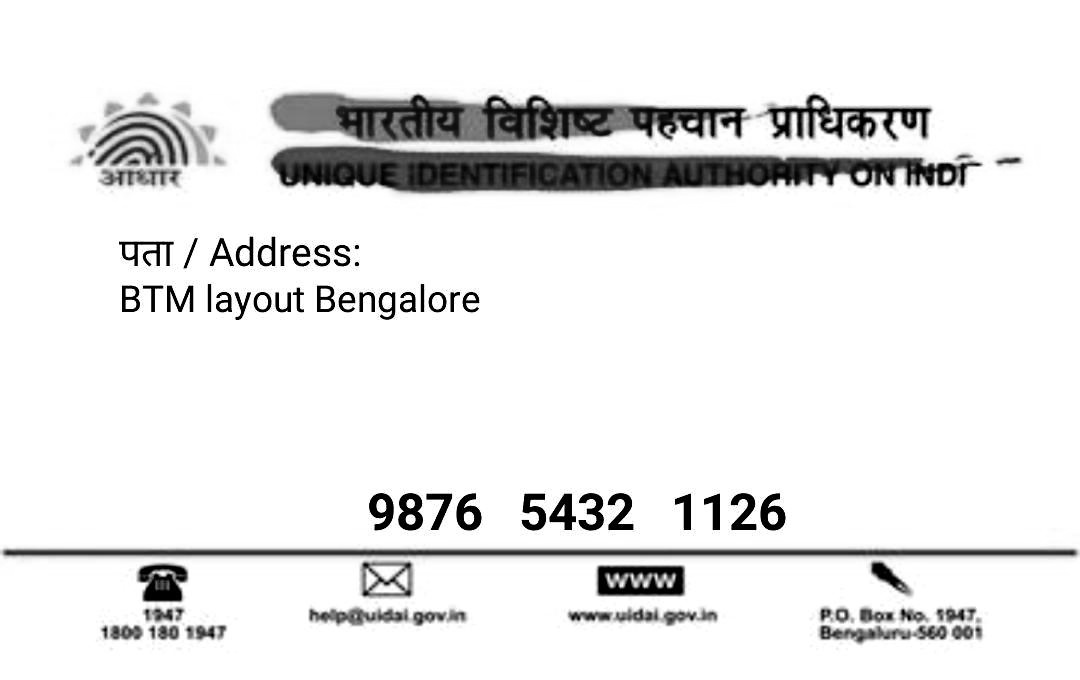 आधार
भारतीय विशिष्ट पहचान प्राधिकरण
UNIQUE IDENTIFICATION AUTHORITY ON INDI
पता / Address:
BTM layout Bengalore
9876 5432 1126
1947
1800 180 1947
help@uidai.gov.in
WWW
www.uidai.gov.in
P.O. Box No. 1947,
Bengaluru-560 001